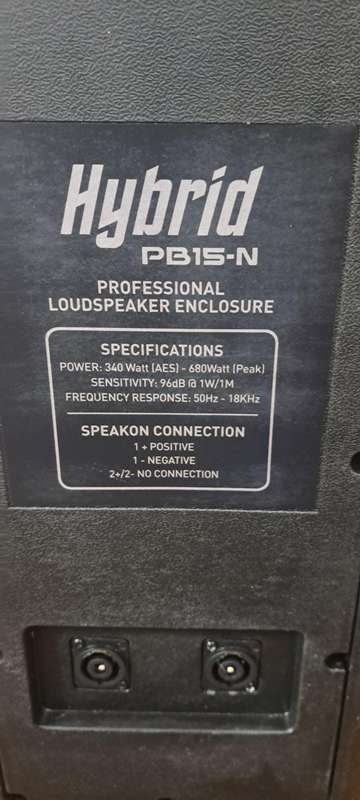 Hybrid
PB15-N
PROFESSIONAL
LOUDSPEAKER ENCLOSURE
SPECIFICATIONS
POWER: 340 Watt (AES) - 680Watt (Peak)
SENSITIVITY: 96dB @ 1W/1M
FREQUENCY RESPONSE: 50Hz - 18KHz
SPEAKON CONNECTION
1 + POSITIVE
1 - NEGATIVE
2+/2- NO CONNECTION